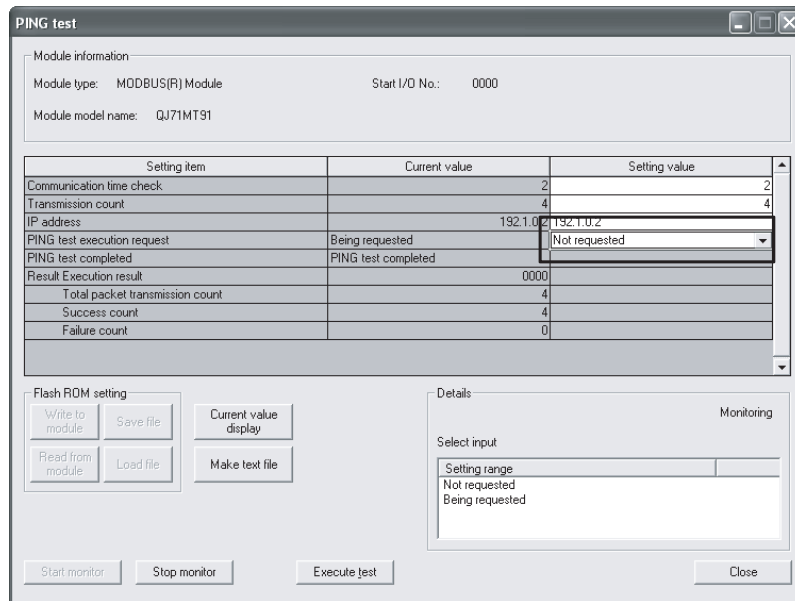 PING test
Module information
Module type: MODBUS(R) Module Start I/O No.: 0000
Module model name: QJ71MT91
Setting item Current value Setting value
Communication time check 2 2
Transmission count 4 4
IP address 192.1.0.2 192.1.0.2
PING test execution request Being requested Not requested
PING test completed PING test completed
Result Execution result 0000
Total packet transmission count 4
Success count 4
Failure count 0
Flash ROM setting
Write to module
Save file
Current value display
Read from module
Load file
Make text file
Details
Monitoring
Select input
Setting range
Not requested
Being requested
Start monitor Stop monitor Execute test Close